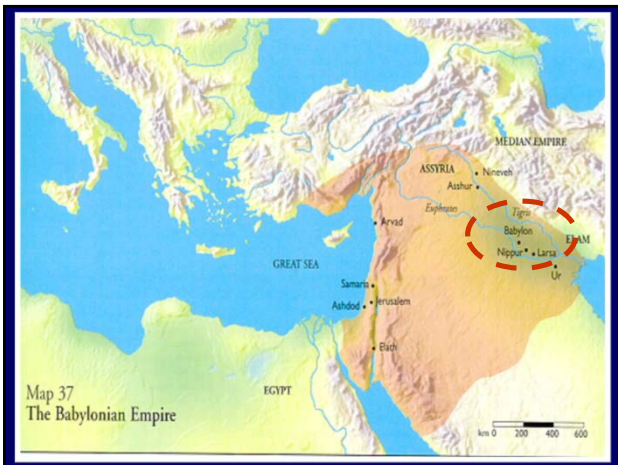 MEDIAN EMPIRE
ASSYRIA
Nineveh
Asshur
Euphrates
Tigris
Arvad
Babylon
ELAM
Nippur
Larsa
GREAT SEA
Ur
Samaria
Jerusalem
Ashdod
Elath
EGYPT
Map 37
The Babylonian Empire
km 0 200 400 600